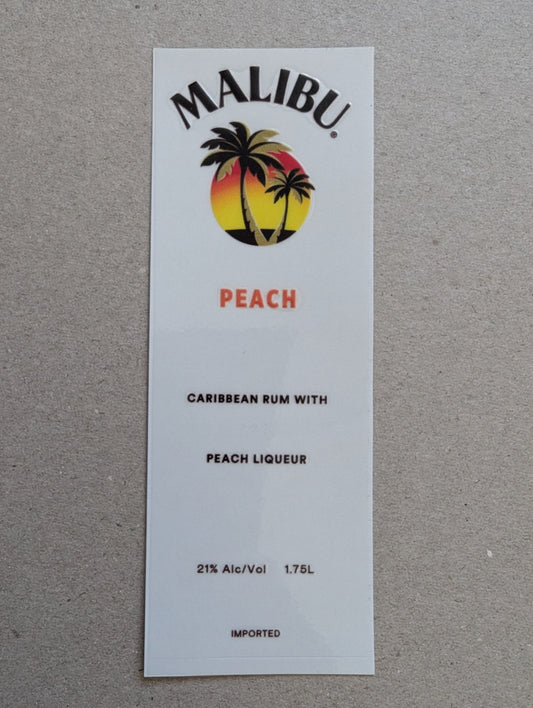 MALIBU®
PEACH
CARIBBEAN RUM WITH
PEACH LIQUEUR
21% Alc/Vol 1.75L
IMPORTED